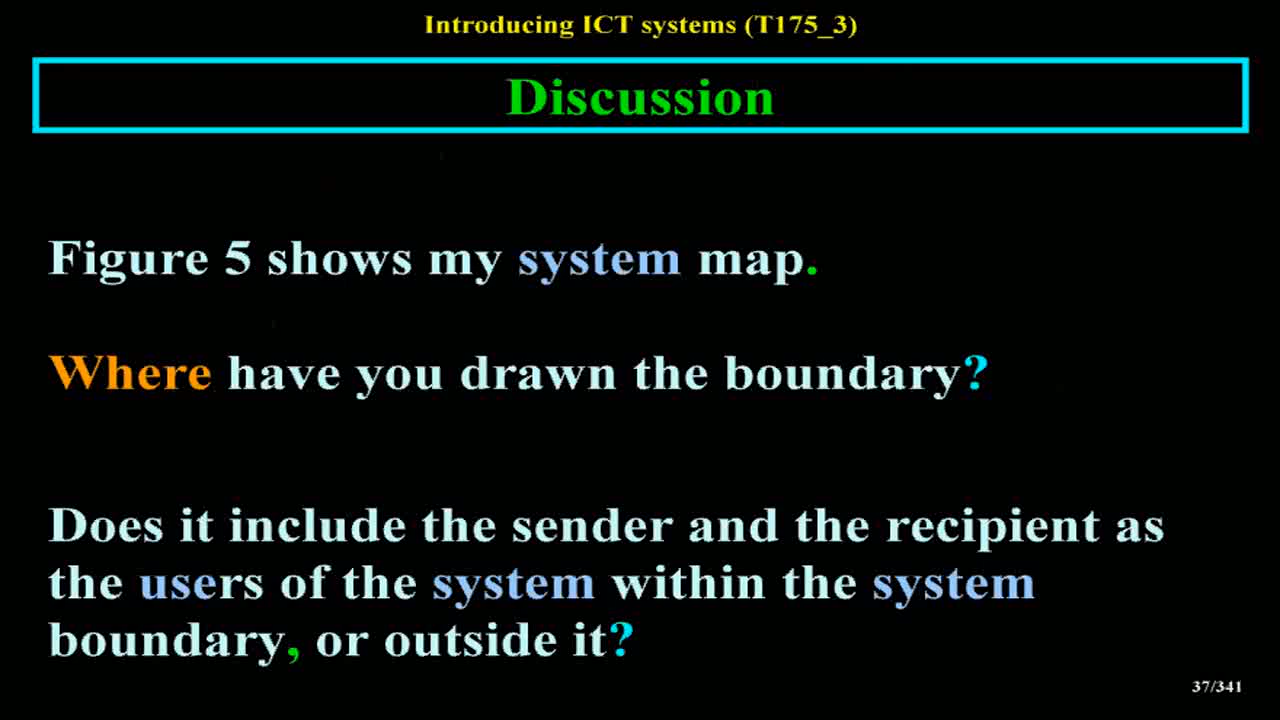 Introducing ICT systems (T175_3)
Discussion
Figure 5 shows my system map.
Where have you drawn the boundary?
Does it include the sender and the recipient as
the users of the system within the system
boundary, or outside it?
37/341